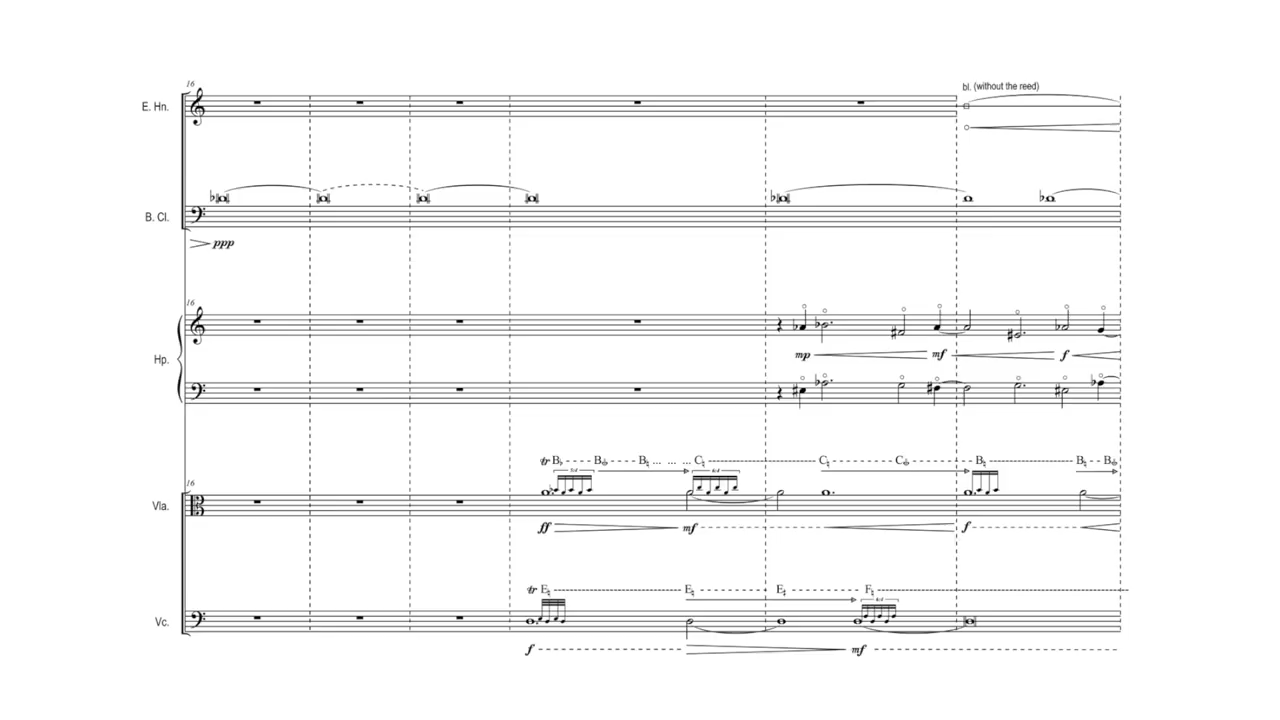 16
bl. (without the reed)
E. Hn.
B. Cl.
ppp
16
Hp.
mp mf f
16
tr B B B ... ... ... C C C B B B
Vla.
ff mf f
tr E E E F
Vc.
f mf